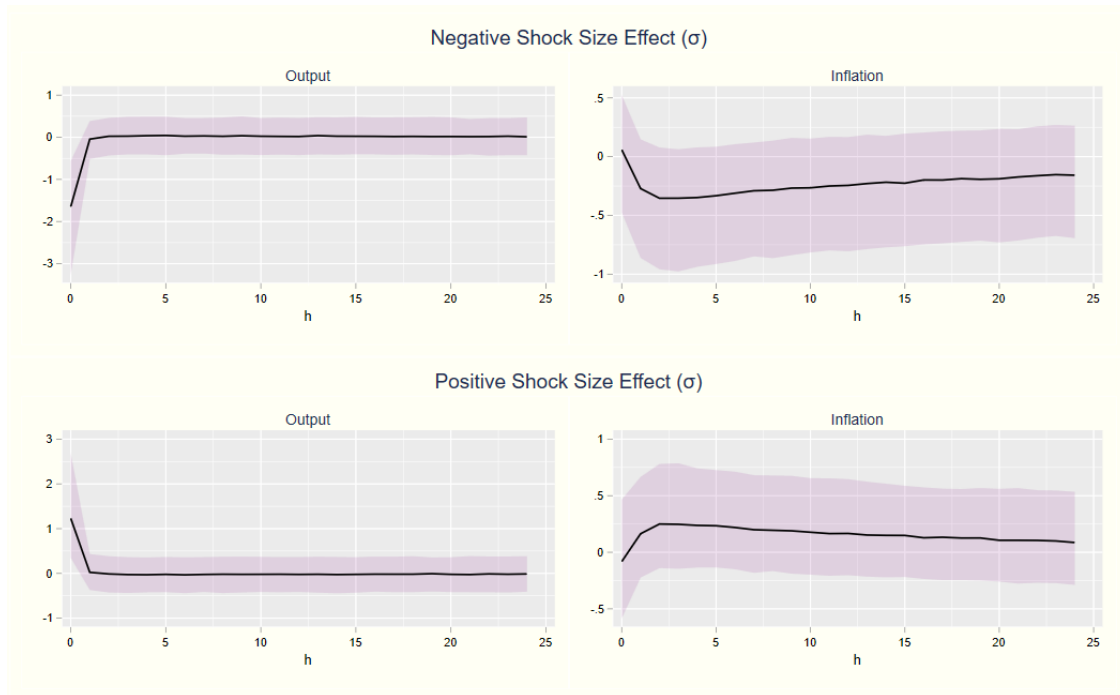 Negative Shock Size Effect (σ)
Output
Inflation
1
0
-1
-2
-3
0 5 10 15 20 25
h
.5
0
-.5
-1
0 5 10 15 20 25
h
Positive Shock Size Effect (σ)
Output
Inflation
3
2
1
0
-1
0 5 10 15 20 25
h
1
.5
0
-.5
0 5 10 15 20 25
h